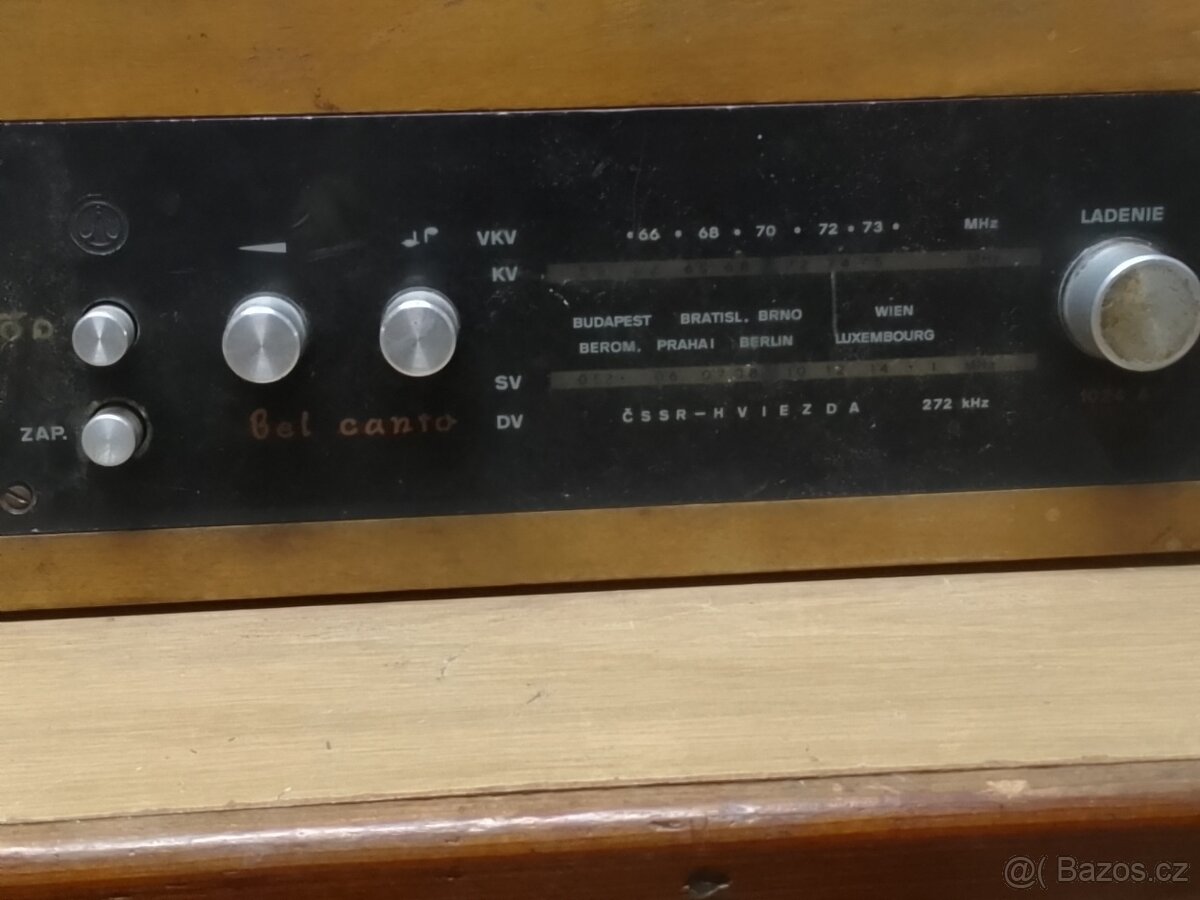 LADENIE
VKV • 66 • 68 • 70 • 72 • 73 • MHz
KV
BUDAPEST BRATISL. BRNO WIEN
BEROM. PRAHA I BERLIN LUXEMBOURG
SV
DV ČSSR-HVIEZDA 272 kHz
ZAP.
Bel canto
@( Bazos.cz